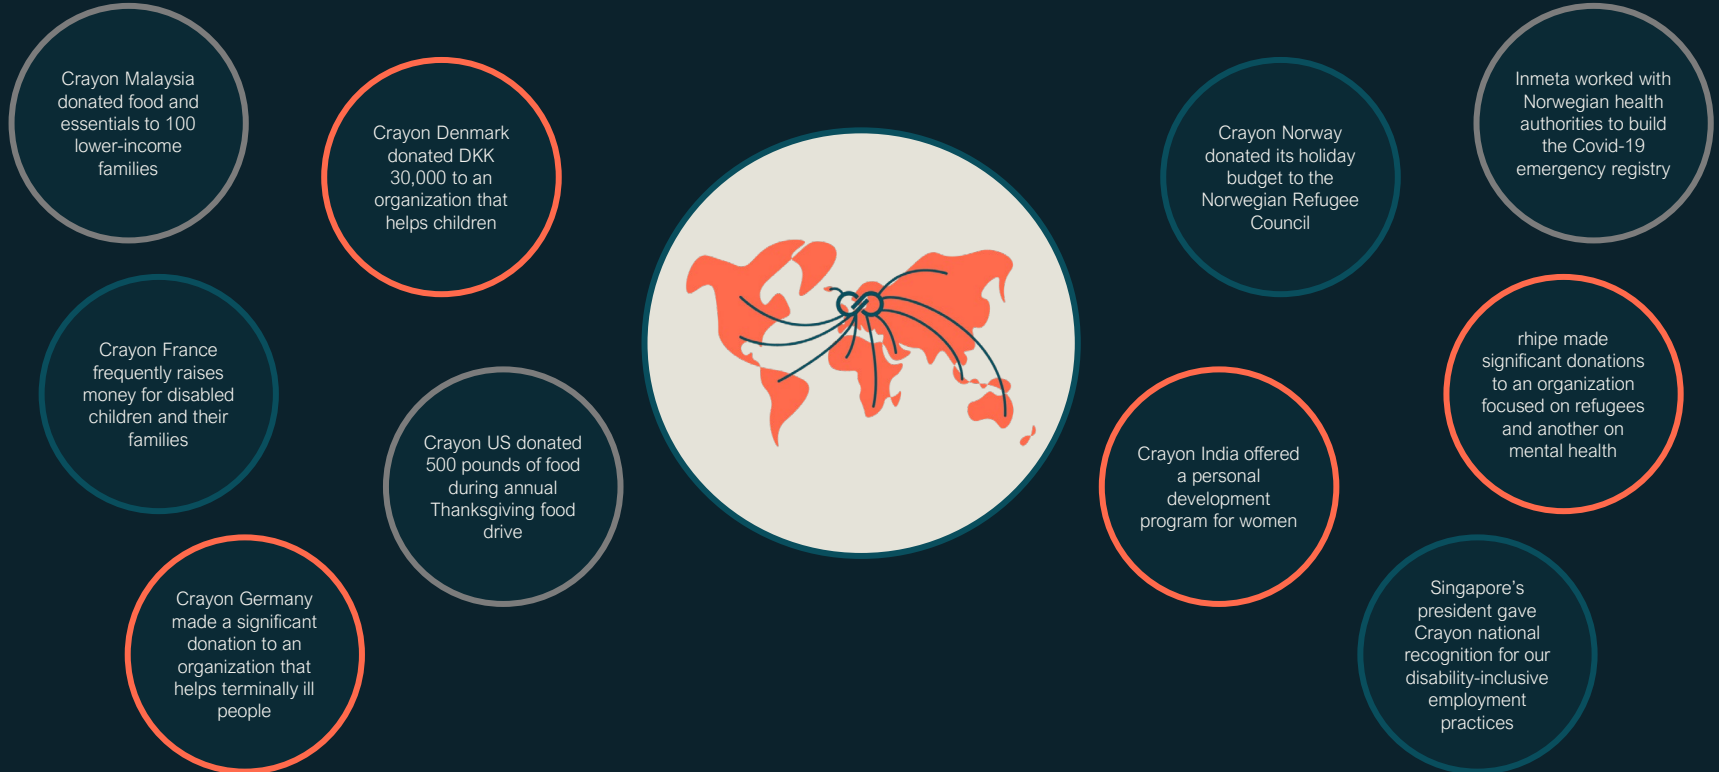 Crayon Malaysia
donated food and
essentials to 100
lower-income
families
Crayon Denmark
donated DKK
30,000 to an
organization that
helps children
Crayon France
frequently raises
money for disabled
children and their
families
Crayon US donated
500 pounds of food
during annual
Thanksgiving food
drive
Crayon Germany
made a significant
donation to an
organization that
helps terminally ill
people
Crayon Norway
donated its holiday
budget to the
Norwegian Refugee
Council
Inmeta worked with
Norwegian health
authorities to build
the Covid-19
emergency registry
rhipe made
significant donations
to an organization
focused on refugees
and another on
mental health
Crayon India offered
a personal
development
program for women
Singapore’s
president gave
Crayon national
recognition for our
disability-inclusive
employment
practices